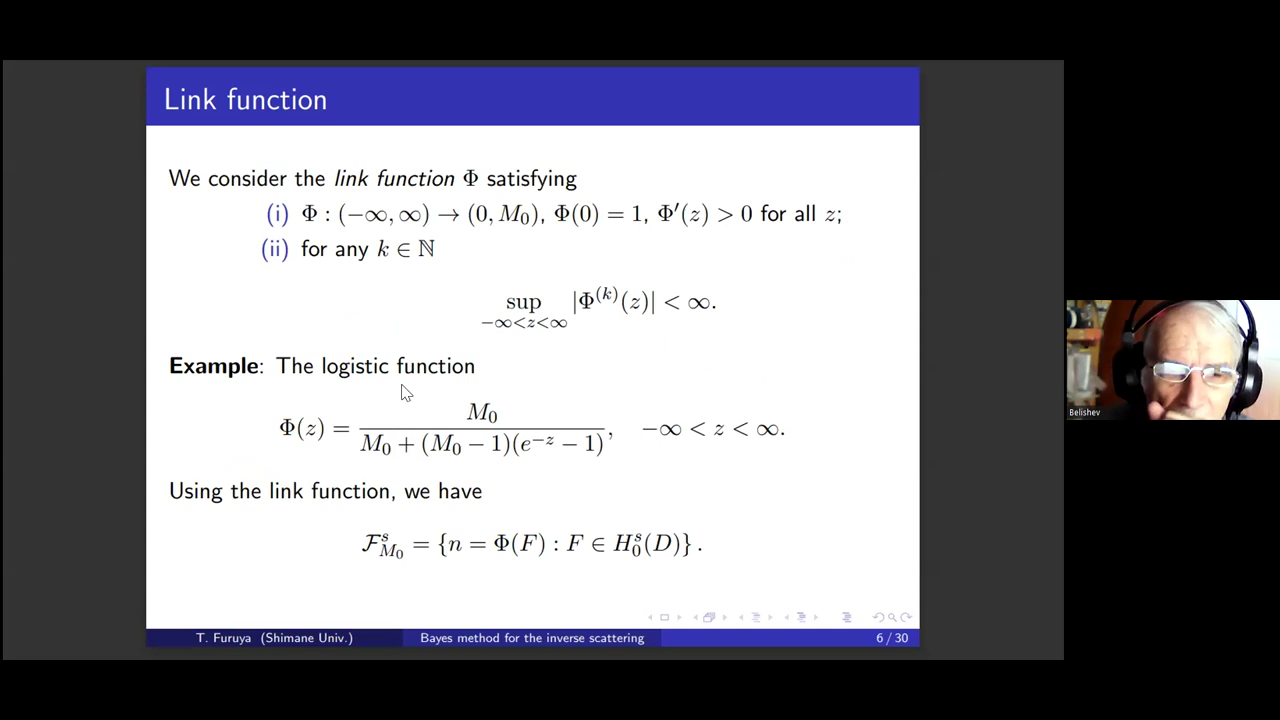 Link function
We consider the link function Φ satisfying
(i) Φ : (−∞, ∞) → (0, M₀), Φ(0) = 1, Φ′(z) > 0 for all z;
(ii) for any k ∈ ℕ
sup_{−∞<z<∞} |Φ^{(k)}(z)| < ∞.
Example: The logistic function
Φ(z) = M₀ / (M₀ + (M₀ − 1)(e^{−z} − 1)), −∞ < z < ∞.
Using the link function, we have
ℱ^s_{M₀} = {n = Φ(F) : F ∈ H^s_0(D)} .
T. Furuya (Shimane Univ.) Bayes method for the inverse scattering 6 / 30
Belishev